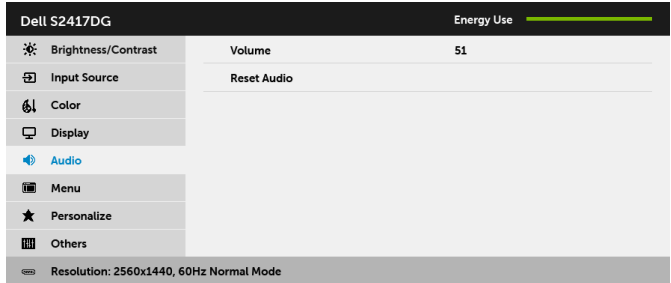 Dell S2417DG Energy Use
Brightness/Contrast Volume 51
Input Source Reset Audio
Color
Display
Audio
Menu
Personalize
Others
Resolution: 2560x1440, 60Hz Normal Mode